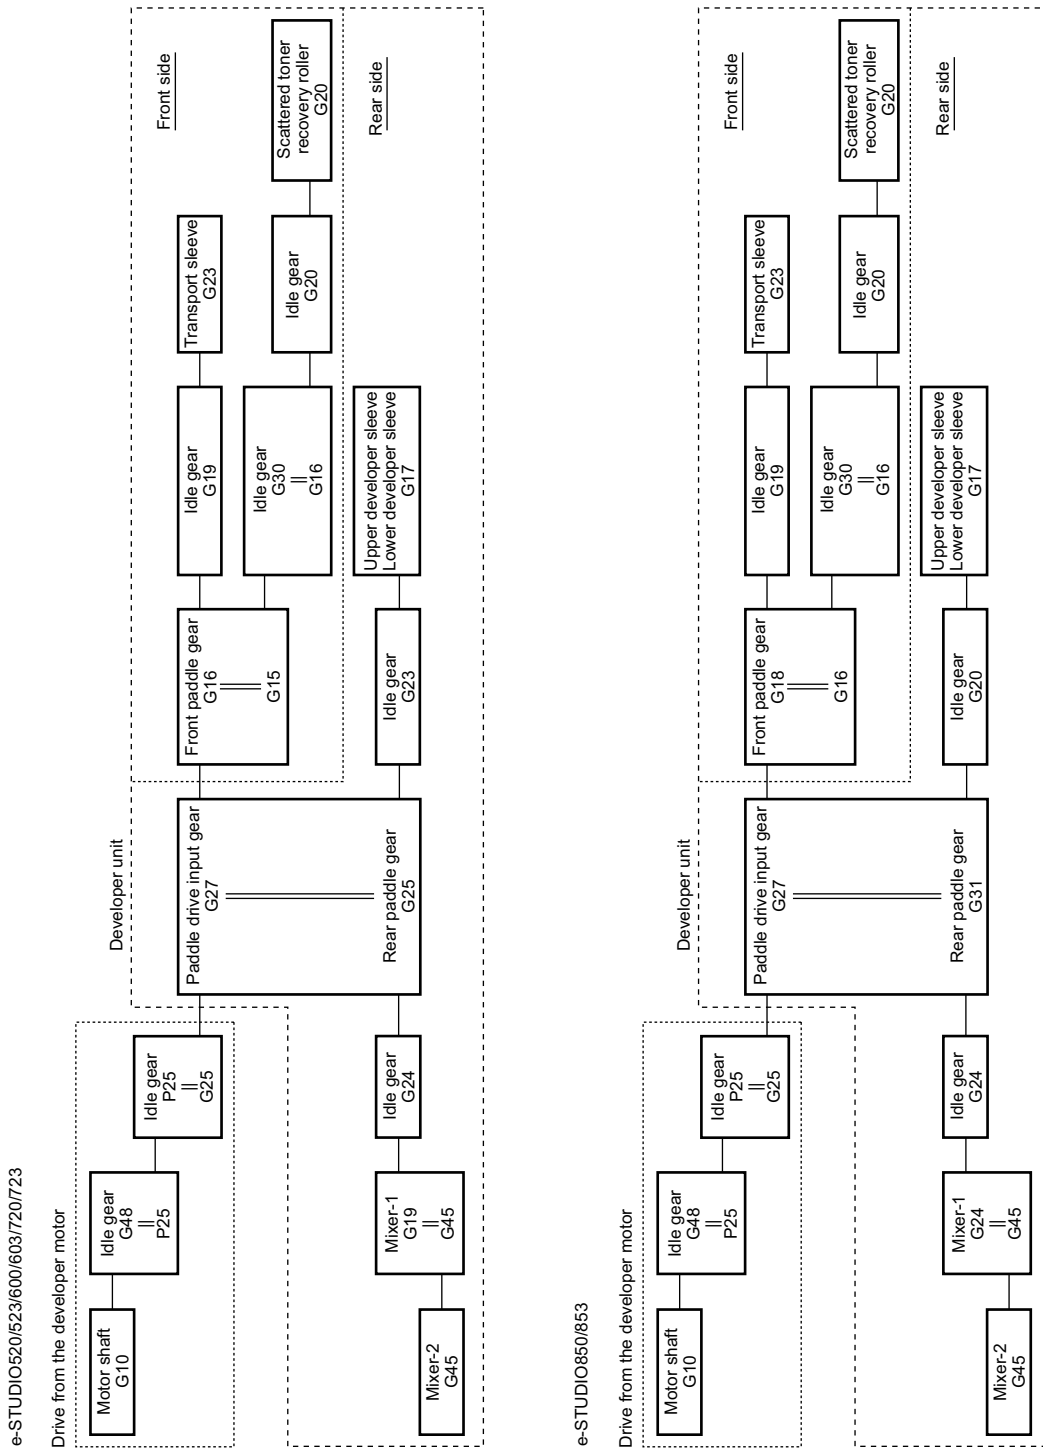 e-STUDIO520/523/600/603/720/723
Drive from the developer motor
Motor shaft
G10
Idle gear
G48
P25
Idle gear
P25
G25
Developer unit
Paddle drive input gear
G27
Rear paddle gear
G25
Front side
Front paddle gear
G16
G15
Idle gear
G19
Transport sleeve
G23
Idle gear
G30
G16
Idle gear
G20
Scattered toner
recovery roller
G20
Rear side
Mixer-2
G45
Mixer-1
G19
G45
Idle gear
G24
Idle gear
G23
Upper developer sleeve
Lower developer sleeve
G17
e-STUDIO850/853
Drive from the developer motor
Motor shaft
G10
Idle gear
G48
P25
Idle gear
P25
G25
Developer unit
Paddle drive input gear
G27
Rear paddle gear
G31
Front side
Front paddle gear
G18
G16
Idle gear
G19
Transport sleeve
G23
Idle gear
G30
G16
Idle gear
G20
Scattered toner
recovery roller
G20
Rear side
Mixer-2
G45
Mixer-1
G24
G45
Idle gear
G24
Idle gear
G20
Upper developer sleeve
Lower developer sleeve
G17